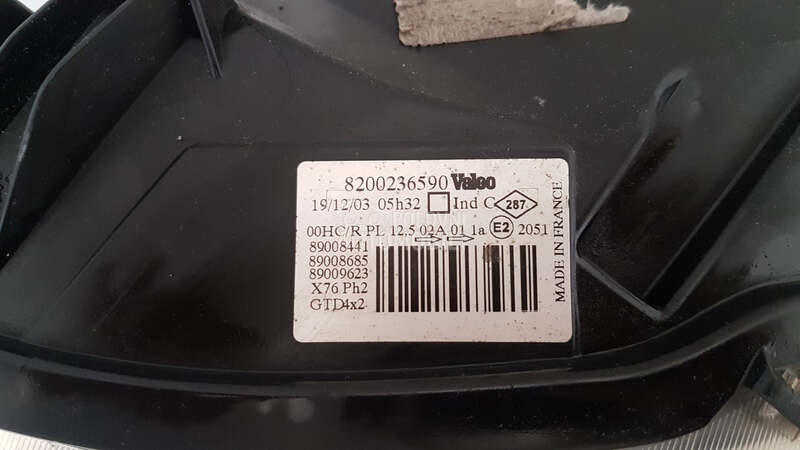 8200236590 Valeo
19/12/03 05h32 Ind C 287
00HC/R PL 12.5 02A 01 1a E2 2051
89008441
89008685
89009623
X76 Ph2
GTD4x2
MADE IN FRANCE